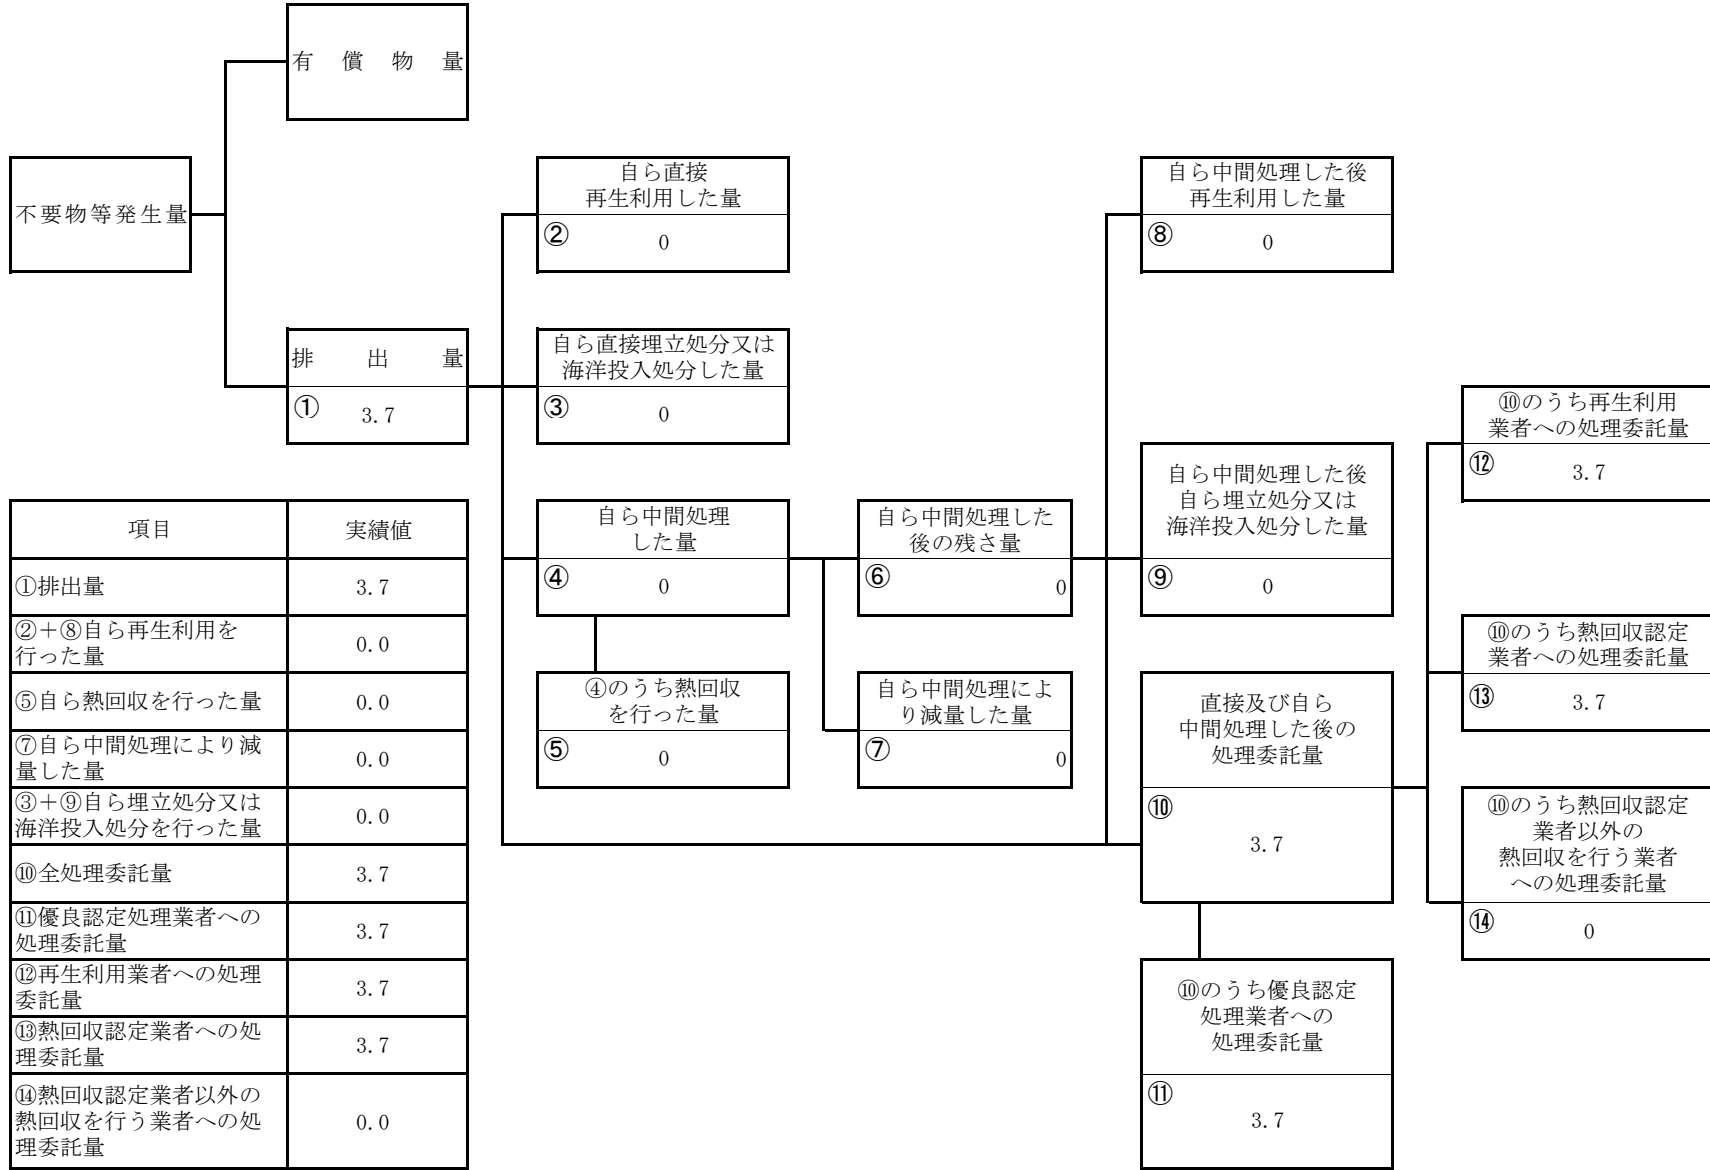 有償物量
不要物等発生量
自ら直接
再生利用した量
② 0
自ら中間処理した後
再生利用した量
⑧ 0
排出量
① 3.7
自ら直接埋立処分又は
海洋投入処分した量
③ 0
⑩のうち再生利用
業者への処理委託量
⑫ 3.7
自ら中間処理
した量
④ 0
自ら中間処理した
後の残さ量
⑥ 0
自ら中間処理した後
自ら埋立処分又は
海洋投入処分した量
⑨ 0
④のうち熱回収
を行った量
⑤ 0
自ら中間処理によ
り減量した量
⑦ 0
直接及び自ら
中間処理した後の
処理委託量
⑩
3.7
⑩のうち熱回収認定
業者への処理委託量
⑬ 3.7
⑩のうち熱回収認定
業者以外の
熱回収を行う業者
への処理委託量
⑭ 0
⑩のうち優良認定
処理業者への
処理委託量
⑪
3.7
項目 実績値
①排出量 3.7
②+⑧自ら再生利用を
行った量 0.0
⑤自ら熱回収を行った量 0.0
⑦自ら中間処理により減
量した量 0.0
③+⑨自ら埋立処分又は
海洋投入処分を行った量 0.0
⑩全処理委託量 3.7
⑪優良認定処理業者への
処理委託量 3.7
⑫再生利用業者への処理
委託量 3.7
⑬熱回収認定業者への処
理委託量 3.7
⑭熱回収認定業者以外の
熱回収を行う業者への処
理委託量 0.0